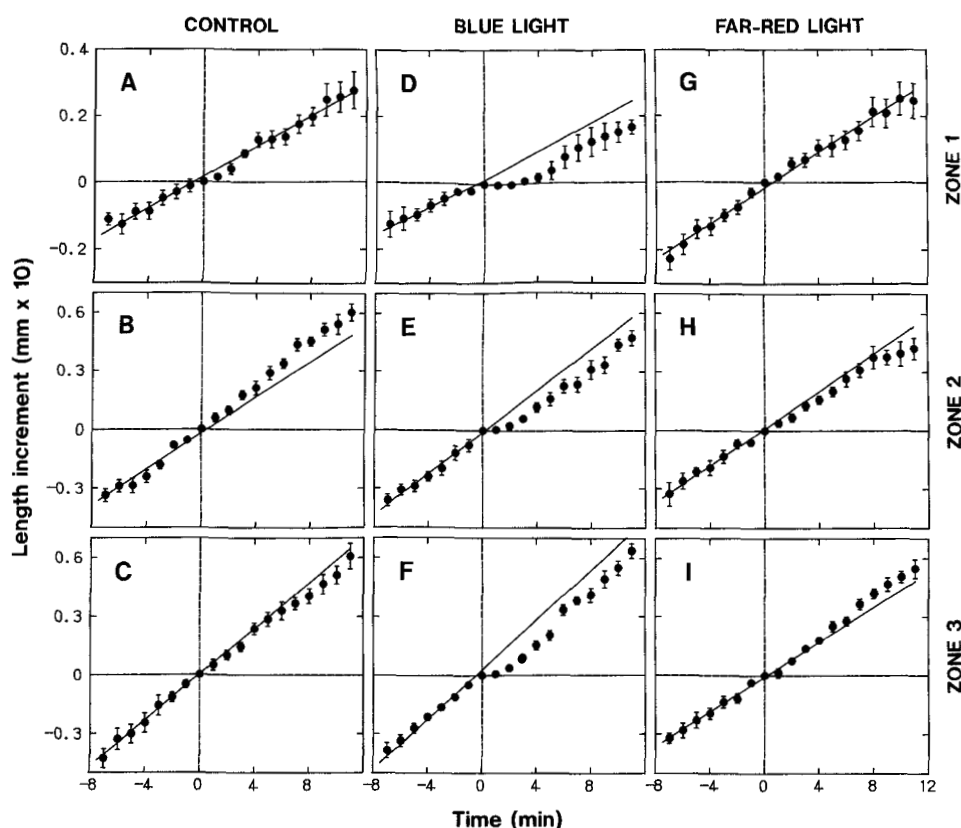 CONTROL BLUE LIGHT FAR-RED LIGHT
A D G
0.4
0.2
0
-0.2
ZONE 1
B E H
0.6
0.3
0
-0.3
ZONE 2
C F I
0.6
0.3
0
-0.3
ZONE 3
-8 -4 0 4 8 -8 -4 0 4 8 -8 -4 0 4 8 12
Length increment (mm x 10)
Time (min)